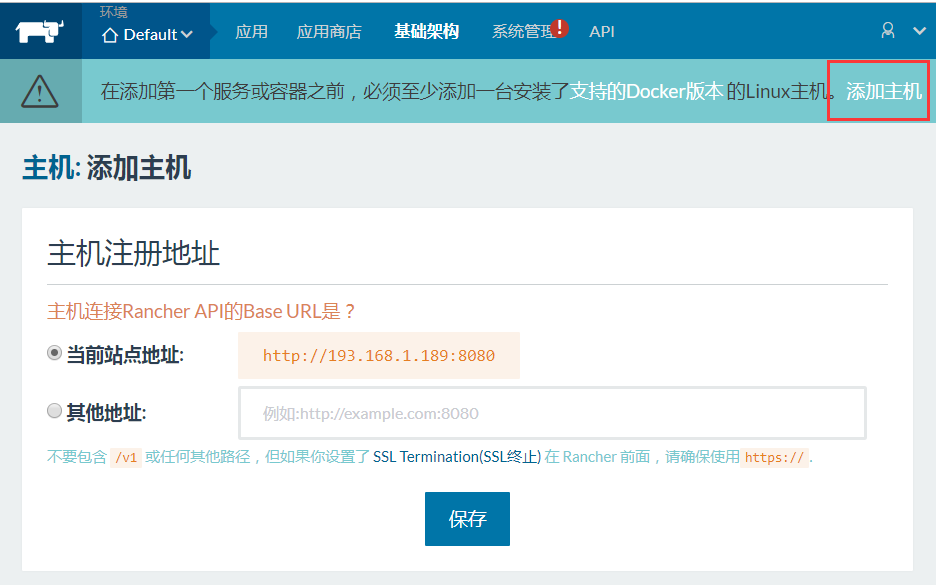 环境
Default 应用 应用商店 基础架构 系统管理 ! API
在添加第一个服务或容器之前，必须至少添加一台安装了支持的Docker版本 的Linux主机。 添加主机
主机: 添加主机
主机注册地址
主机连接Rancher API的Base URL是？
当前站点地址: http://193.168.1.189:8080
其他地址: 例如:http://example.com:8080
不要包含 /v1 或任何其他路径，但如果你设置了 SSL Termination(SSL终止) 在 Rancher 前面，请确保使用 https:// .
保存